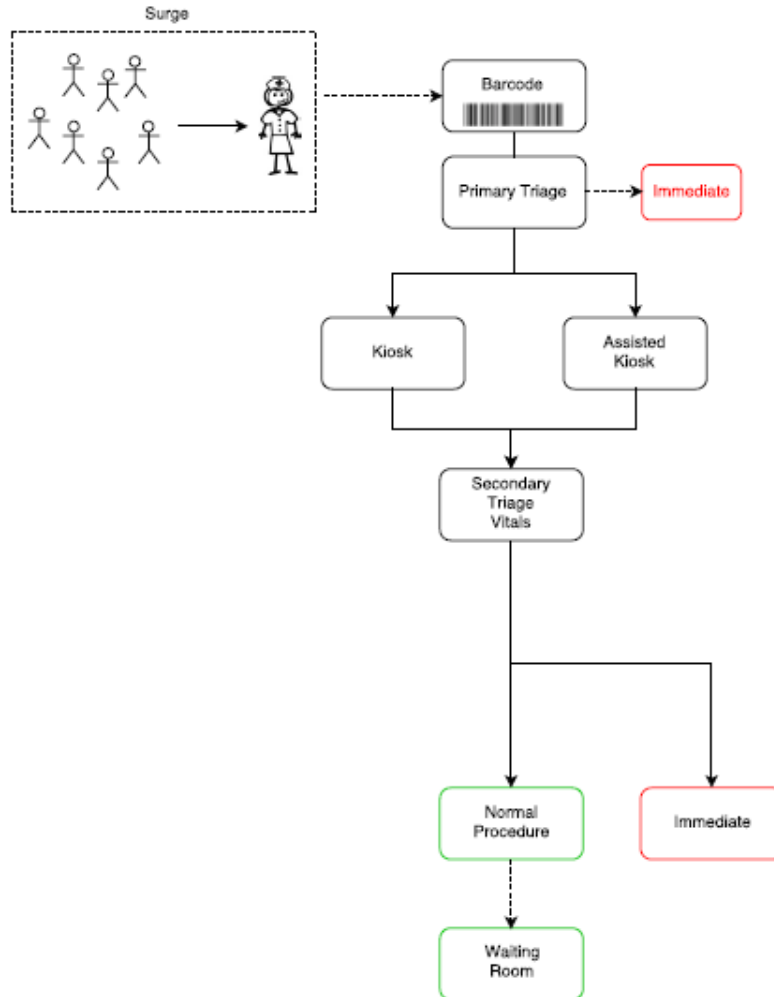 Surge
Barcode
Primary Triage
Immediate
Kiosk
Assisted
Kiosk
Secondary
Triage
Vitals
Normal
Procedure
Immediate
Waiting
Room